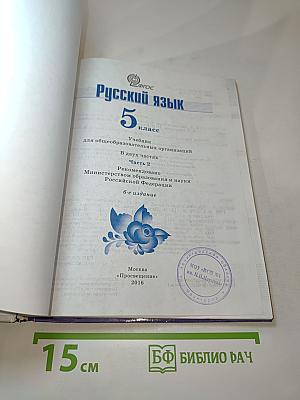 ФГОС
Русский язык
5 класс
Учебник
для общеобразовательных организаций
В двух частях
Часть 2
Рекомендовано
Министерством образования и науки
Российской Федерации
6-е издание
Москва
«Просвещение»
2016
15 см
БФ БИБЛИО РАЧ